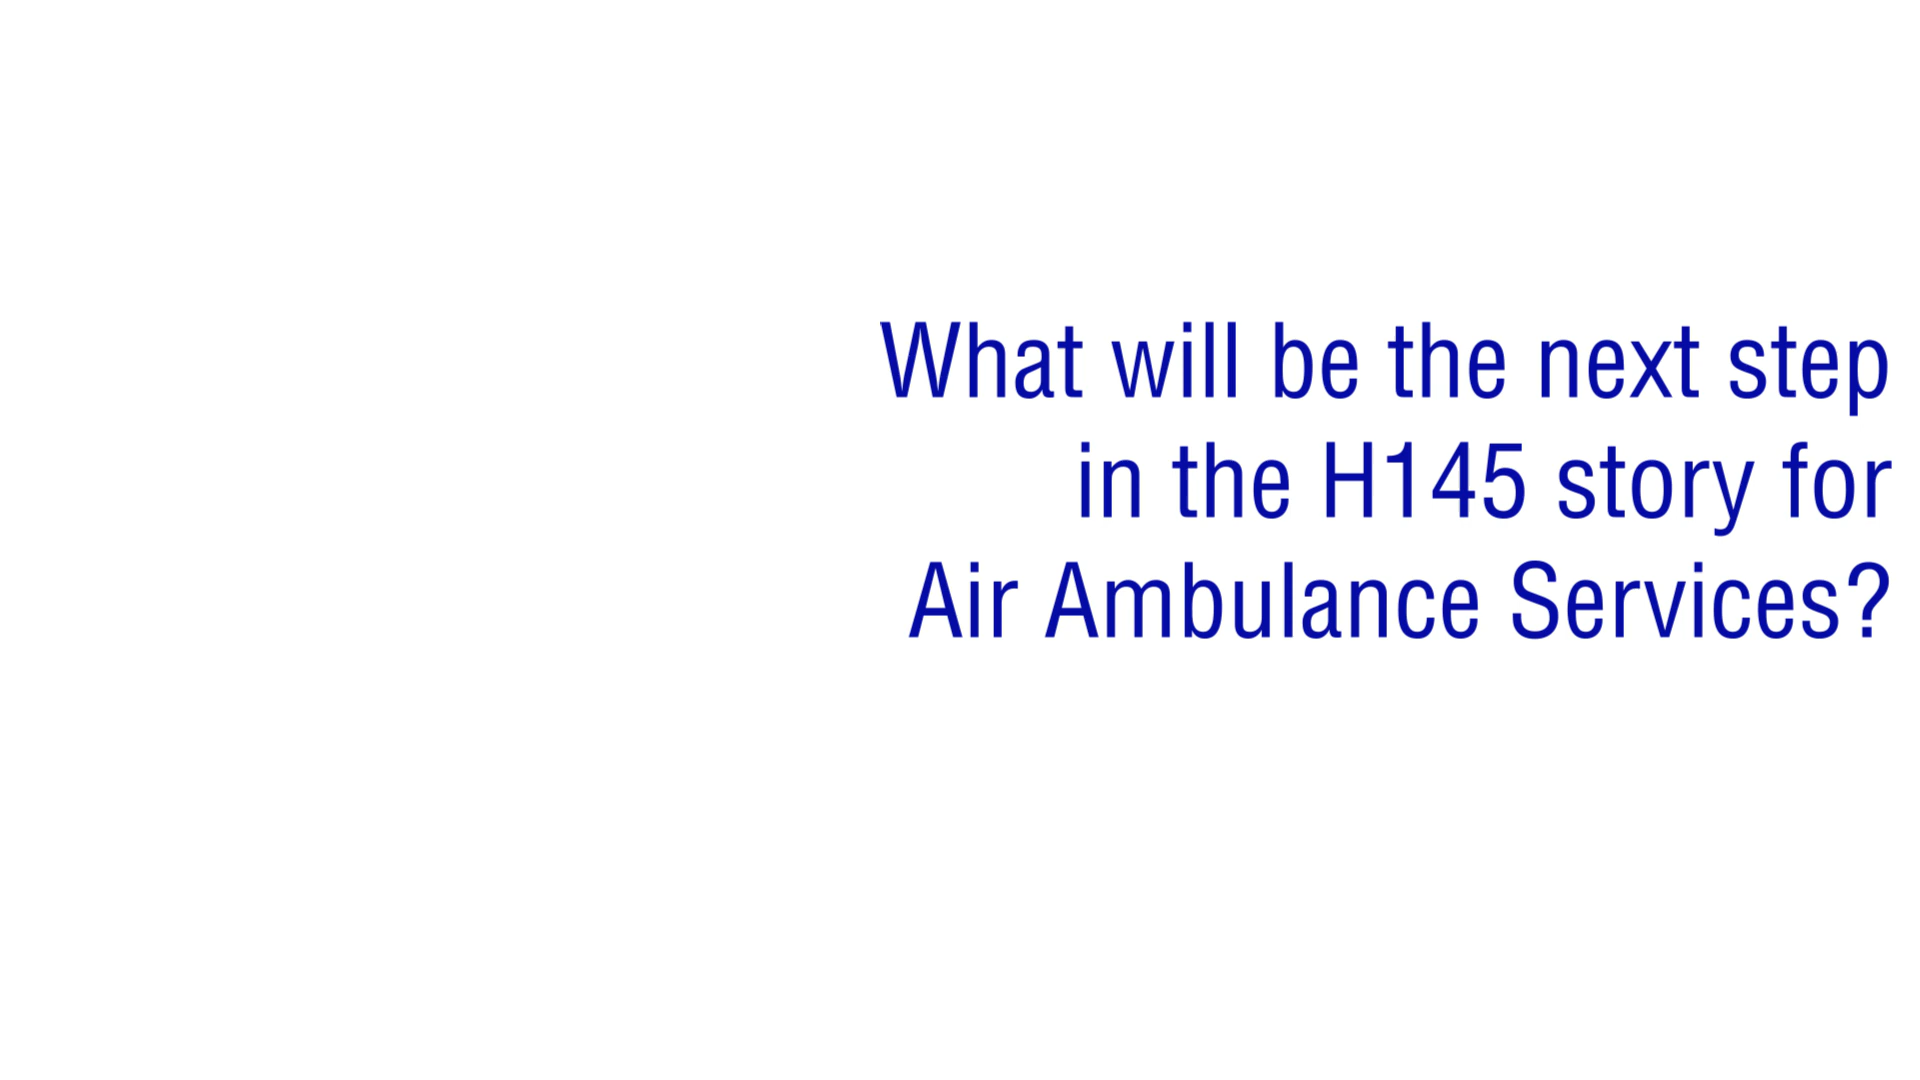 What will be the next step
in the H145 story for
Air Ambulance Services?